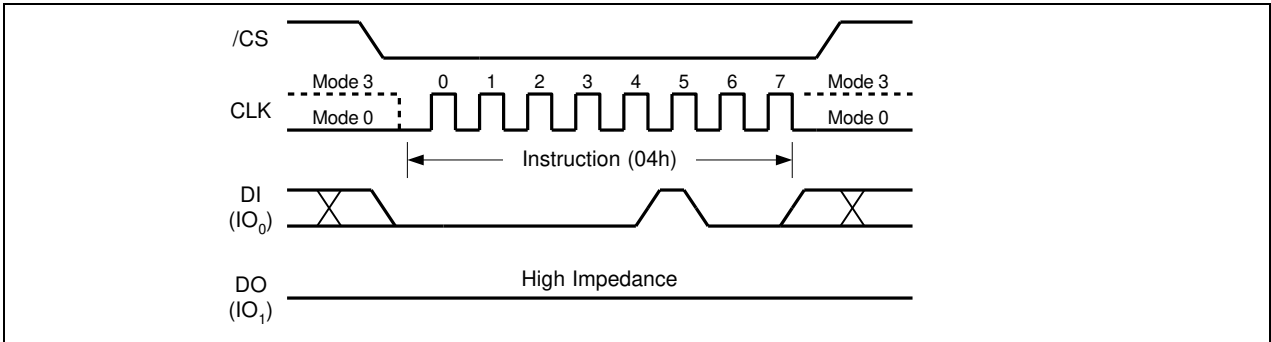 /CS
Mode 3 0 1 2 3 4 5 6 7 Mode 3
CLK
Mode 0 Mode 0
Instruction (04h)
DI
(IO₀)
High Impedance
DO
(IO₁)